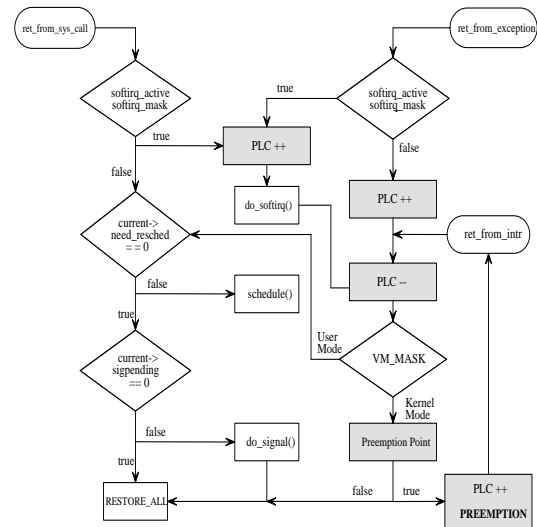 ret_from_sys_call
ret_from_exception
softirq_active
softirq_mask
softirq_active
softirq_mask
true
true
PLC ++
false
false
do_softirq()
PLC ++
current->
need_resched
== 0
ret_from_intr
PLC --
false
schedule()
true
User
Mode
VM_MASK
current->
sigpending
== 0
Kernel
Mode
false
do_signal()
Preemption Point
true
RESTORE_ALL
false
true
PLC ++
PREEMPTION